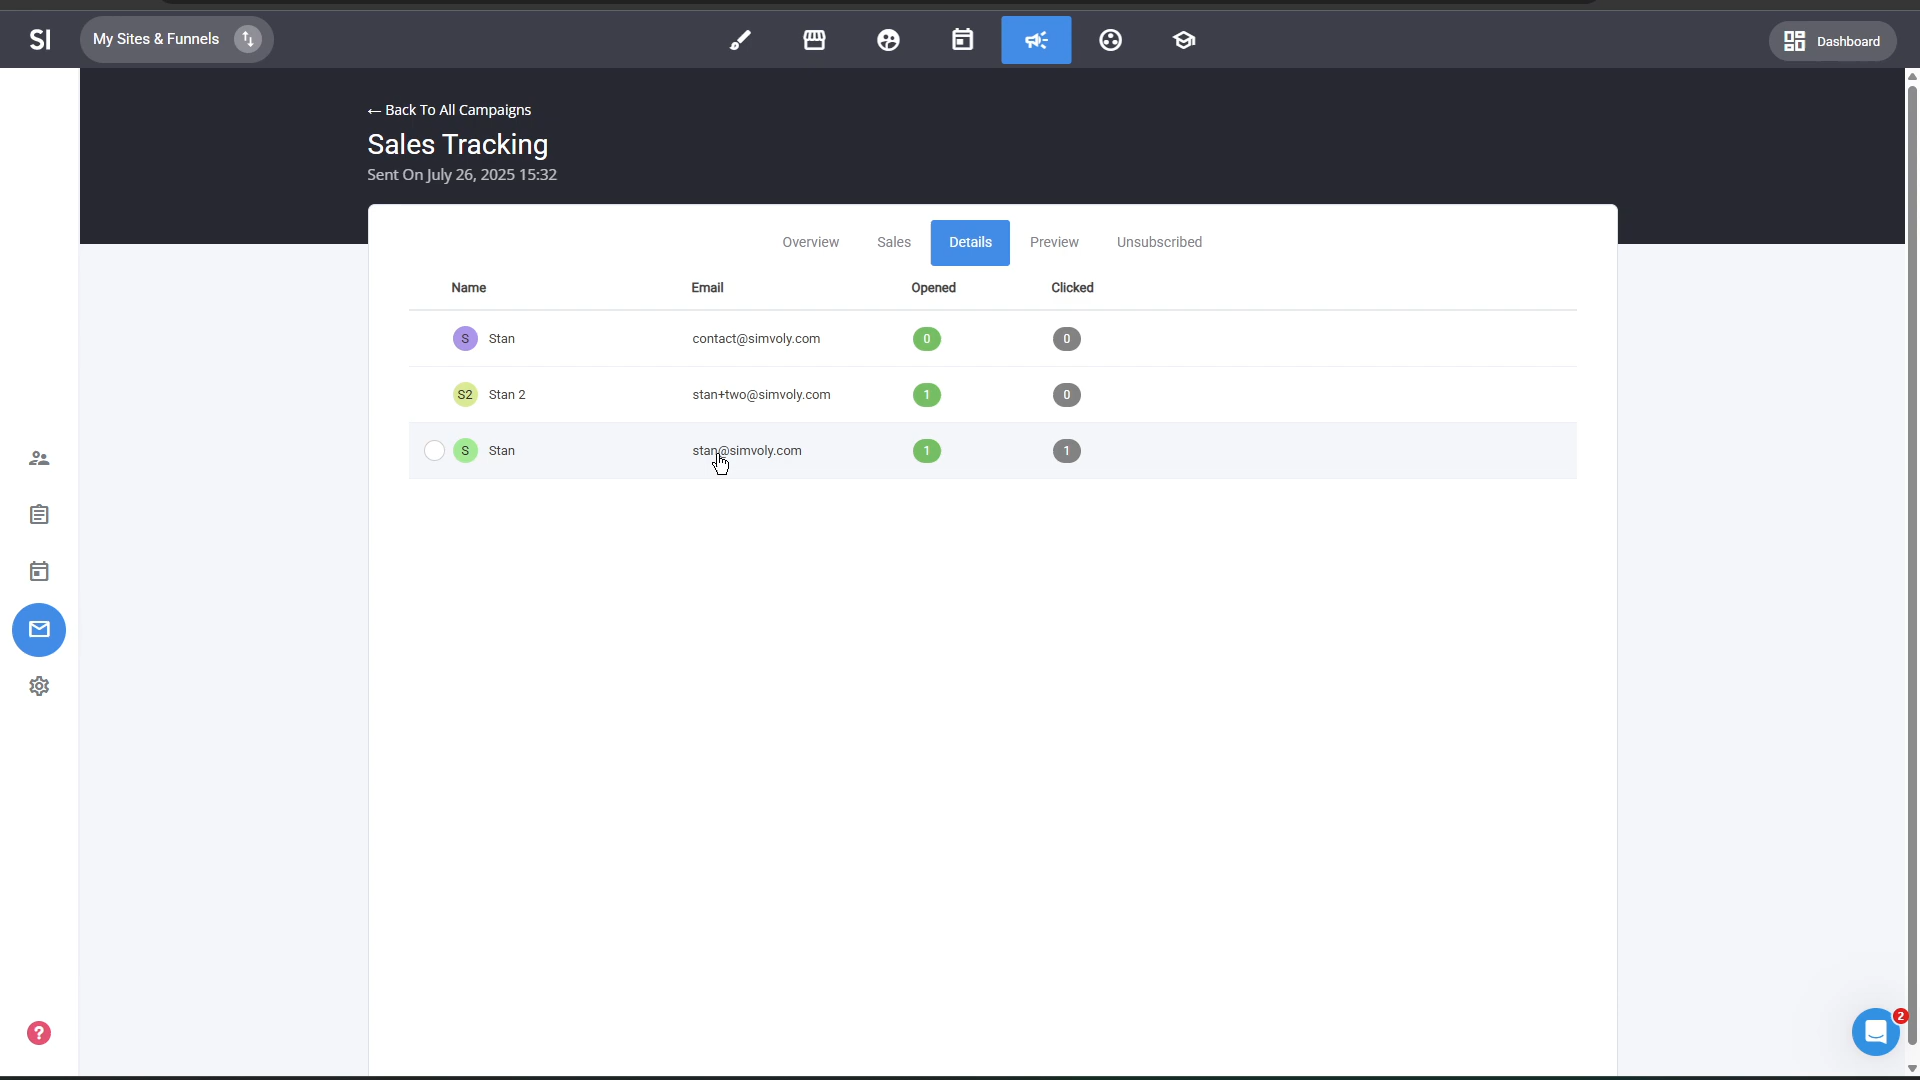 SI
My Sites & Funnels
Dashboard
← Back To All Campaigns
Sales Tracking
Sent On July 26, 2025 15:32
Overview Sales Details Preview Unsubscribed
Name Email Opened Clicked
S Stan contact@simvoly.com 0 0
S2 Stan 2 stan+two@simvoly.com 1 0
S Stan stan@simvoly.com 1 1
?
2